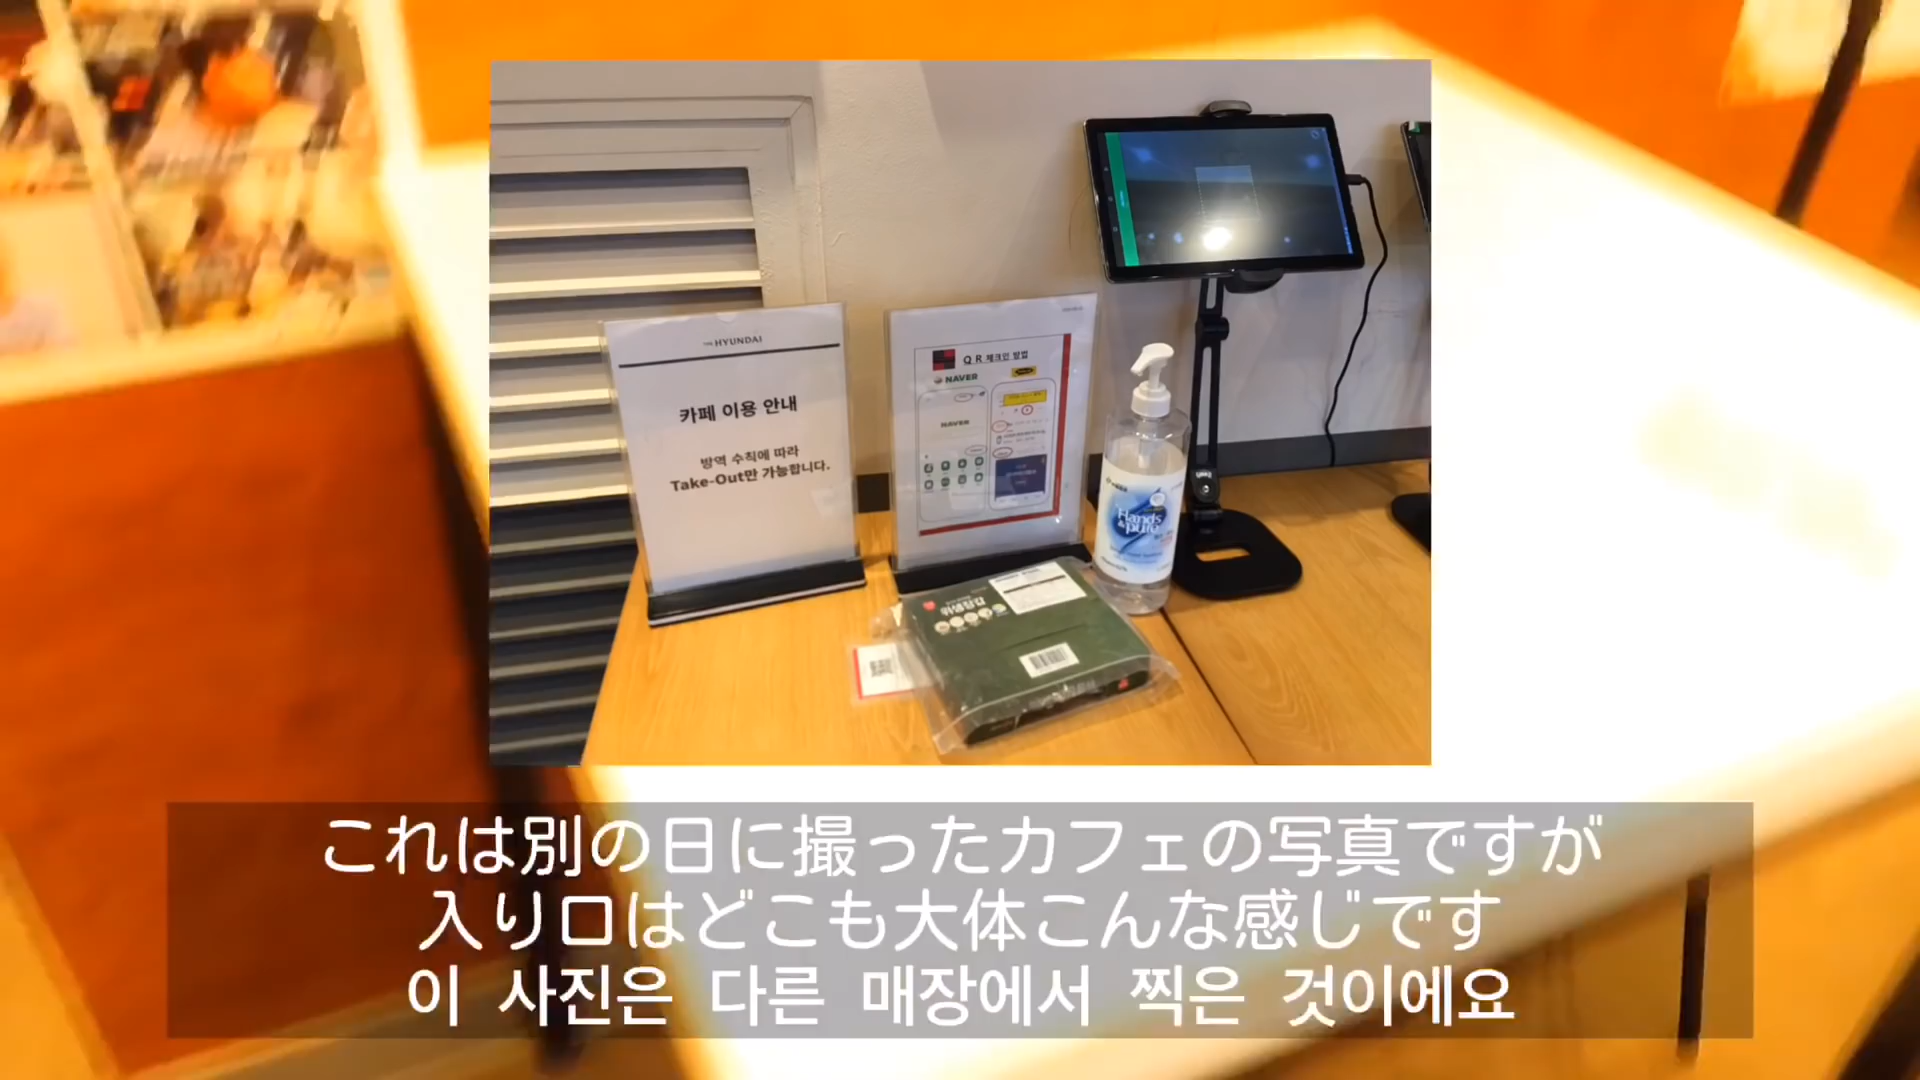 THE HYUNDAI
카페 이용 안내
방역 수칙에 따라
Take-Out만 가능합니다.
QR 체크인 방법
NAVER
NAVER
Hands
& pure
위생장갑
これは別の日に撮ったカフェの写真ですが
入り口はどこも大体こんな感じです
이 사진은 다른 매장에서 찍은 것이에요